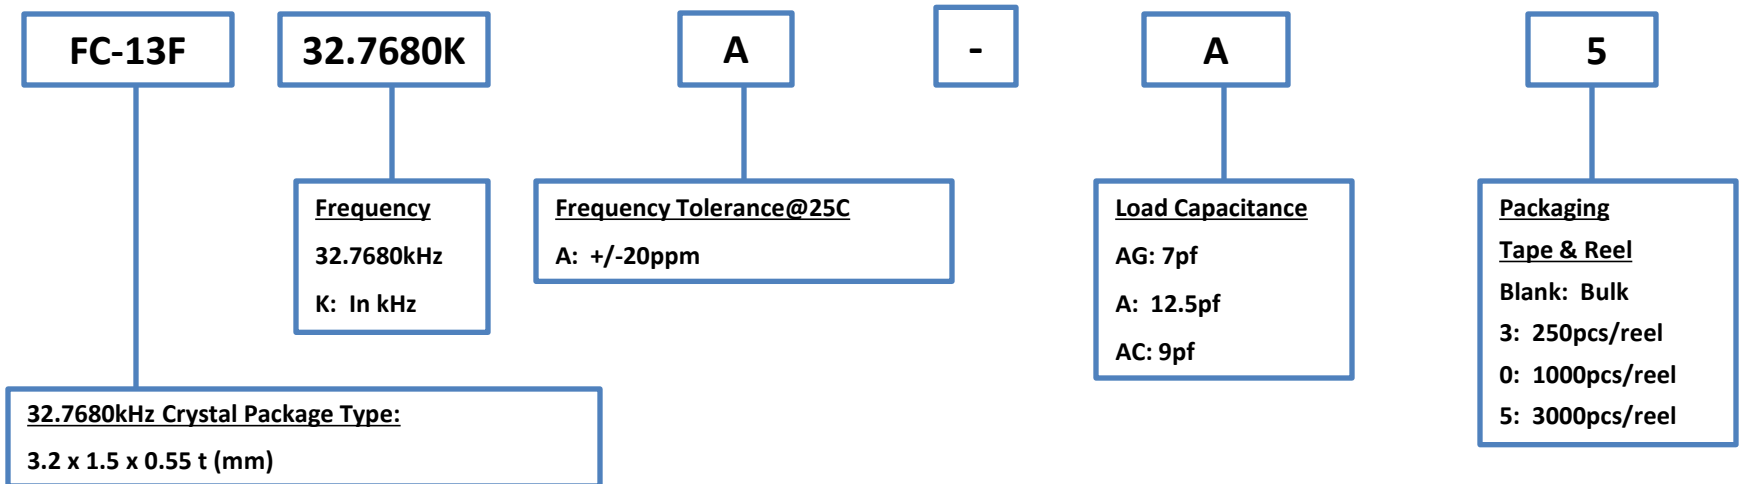 FC-13F
32.7680K
A
-
A
5
Frequency
32.7680kHz
K: In kHz
Frequency Tolerance@25C
A: +/-20ppm
Load Capacitance
AG: 7pf
A: 12.5pf
AC: 9pf
Packaging
Tape & Reel
Blank: Bulk
3: 250pcs/reel
0: 1000pcs/reel
5: 3000pcs/reel
32.7680kHz Crystal Package Type:
3.2 x 1.5 x 0.55 t (mm)